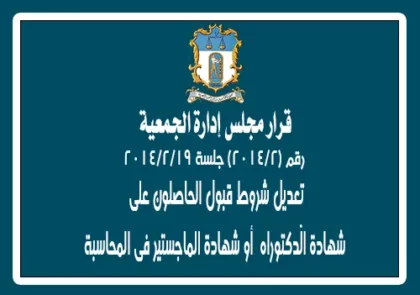 قرار مجلس إدارة الجمعية
رقم (٢٠١٤/٢) جلسة ٢٠١٤/٢/١٩
تعديل شروط قبول الحاصلون على
شهادة الدكتوراه أو شهادة الماجستير فى المحاسبة